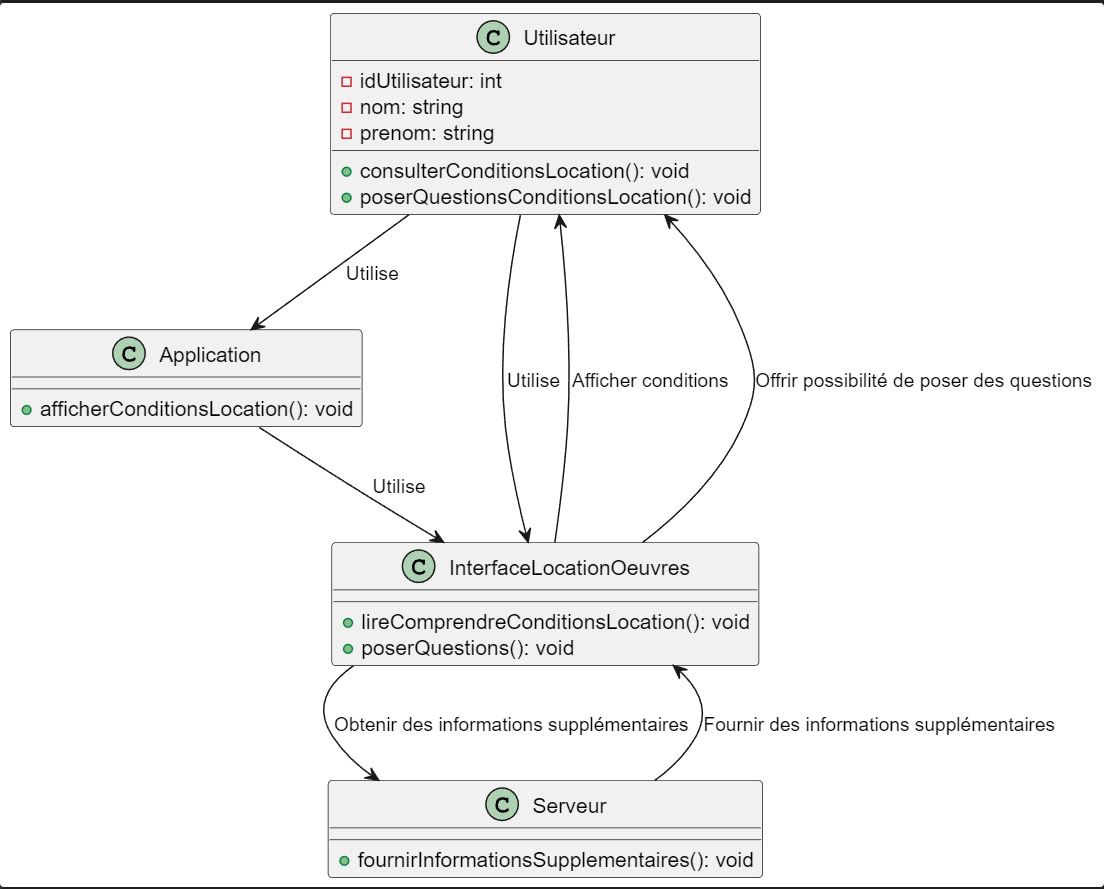 C Utilisateur
idUtilisateur: int
nom: string
prenom: string
consulterConditionsLocation(): void
poserQuestionsConditionsLocation(): void
Utilise
C Application
afficherConditionsLocation(): void
Utilise
Afficher conditions
Offrir possibilité de poser des questions
Utilise
C InterfaceLocationOeuvres
lireComprendreConditionsLocation(): void
poserQuestions(): void
Obtenir des informations supplémentaires
Fournir des informations supplémentaires
C Serveur
fournirInformationsSupplementaires(): void